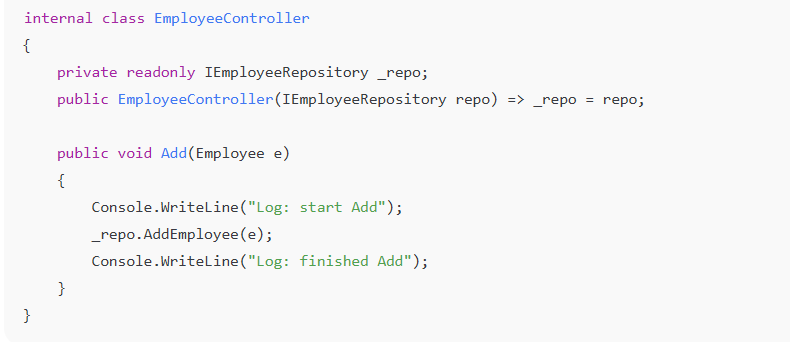 internal class EmployeeController
{
    private readonly IEmployeeRepository _repo;
    public EmployeeController(IEmployeeRepository repo) => _repo = repo;

    public void Add(Employee e)
    {
        Console.WriteLine("Log: start Add");
        _repo.AddEmployee(e);
        Console.WriteLine("Log: finished Add");
    }
}